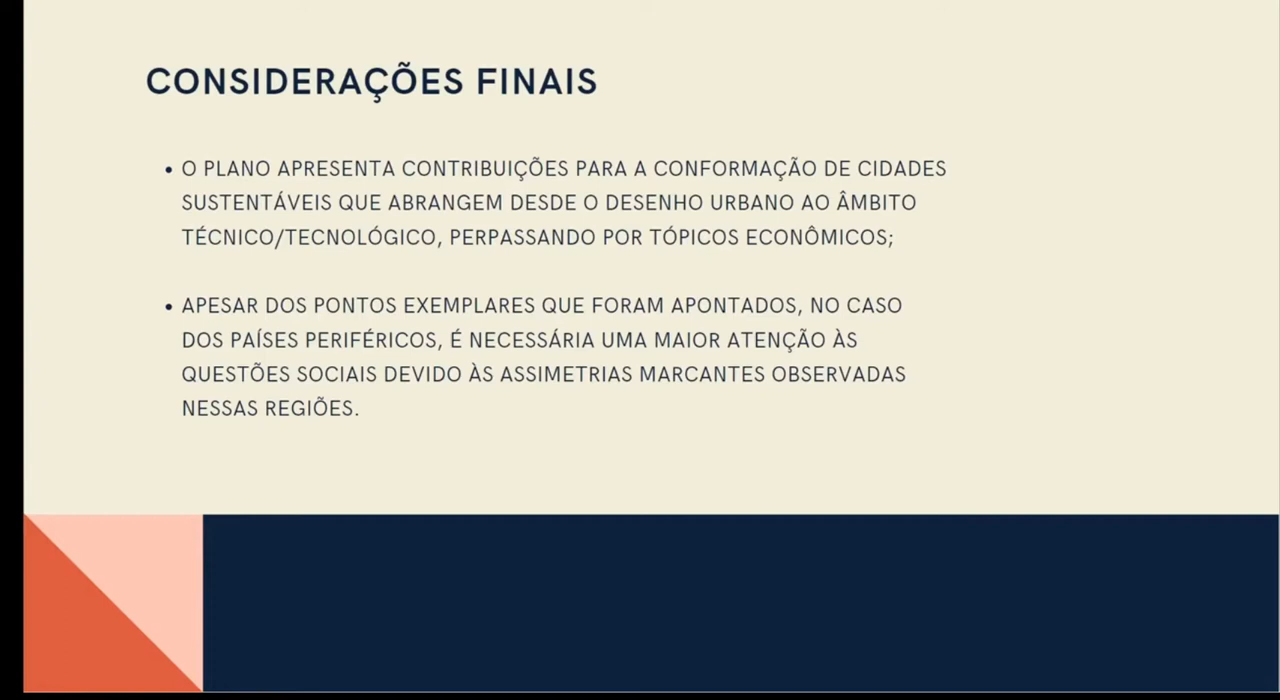 CONSIDERAÇÕES FINAIS
• O PLANO APRESENTA CONTRIBUIÇÕES PARA A CONFORMAÇÃO DE CIDADES
SUSTENTÁVEIS QUE ABRANGEM DESDE O DESENHO URBANO AO ÂMBITO
TÉCNICO/TECNOLÓGICO, PERPASSANDO POR TÓPICOS ECONÔMICOS;
• APESAR DOS PONTOS EXEMPLARES QUE FORAM APONTADOS, NO CASO
DOS PAÍSES PERIFÉRICOS, É NECESSÁRIA UMA MAIOR ATENÇÃO ÀS
QUESTÕES SOCIAIS DEVIDO ÀS ASSIMETRIAS MARCANTES OBSERVADAS
NESSAS REGIÕES.